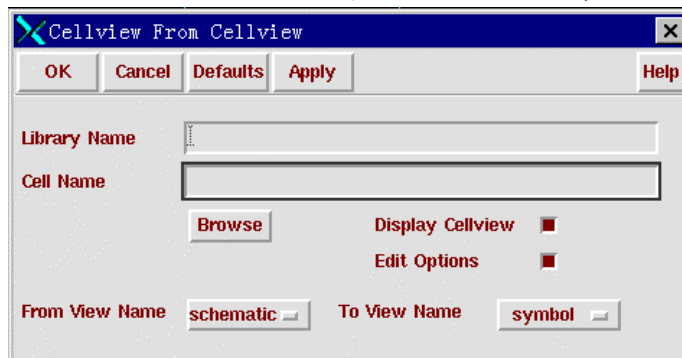 Cellview From Cellview
OK Cancel Defaults Apply Help
Library Name
Cell Name
Browse Display Cellview
Edit Options
From View Name schematic To View Name symbol